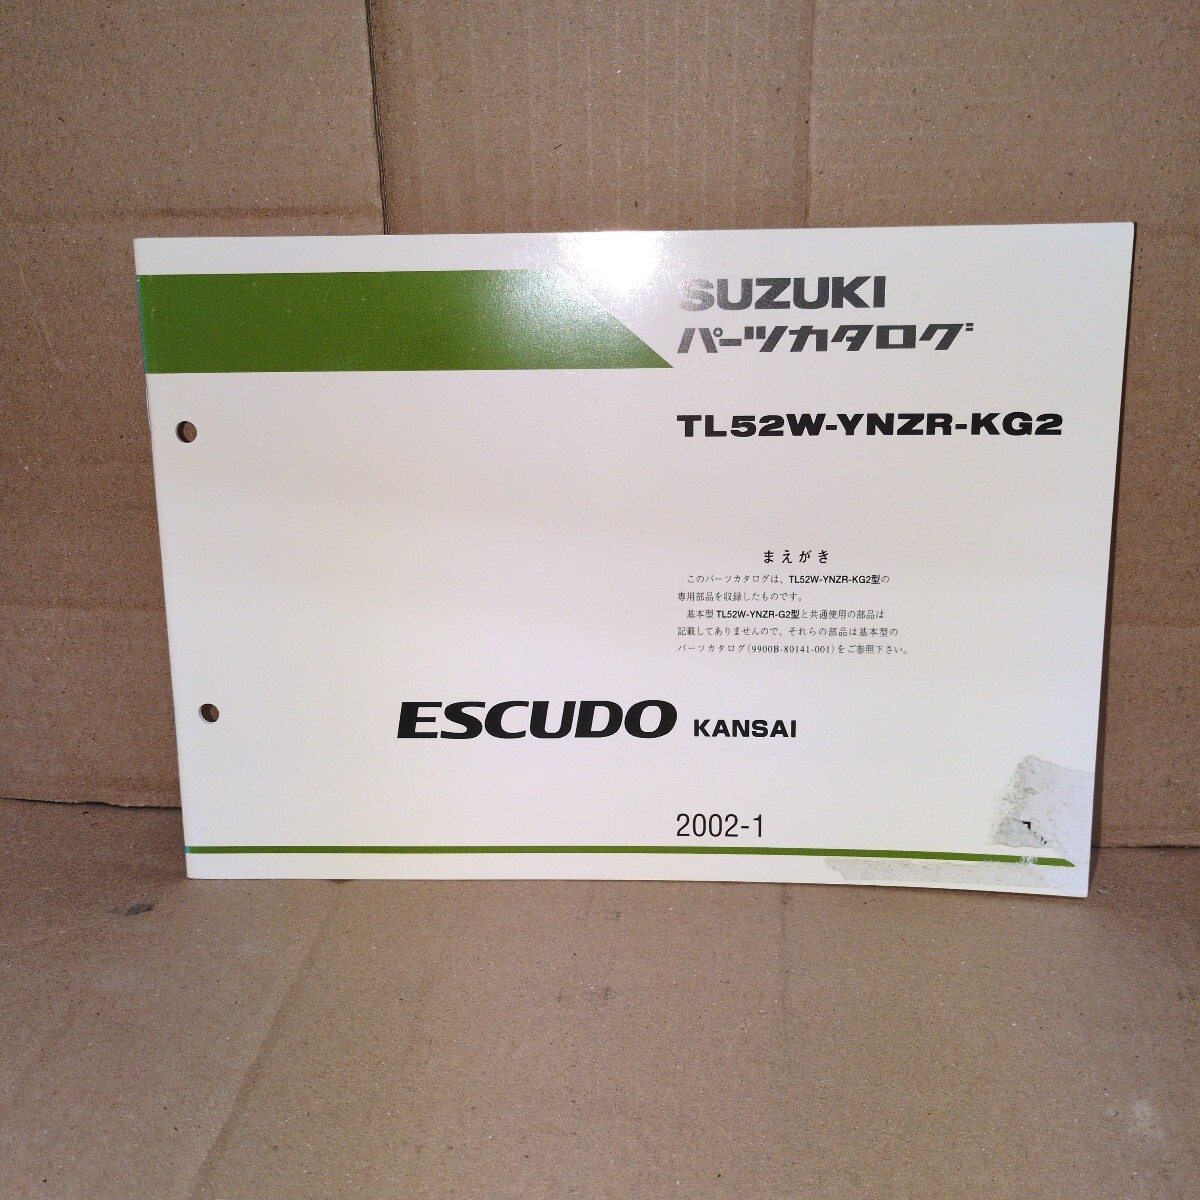 SUZUKI
パーツカタログ
TL52W-YNZR-KG2
まえがき
このパーツカタログは、TL52W-YNZR-KG2型の
専用部品を収録したものです。
基本型TL52W-YNZR-G2型と共通使用の部品は
記載してありませんので、それらの部品は基本型の
パーツカタログ(9900B-80141-001)をご参照下さい。
ESCUDO KANSAI
2002-1